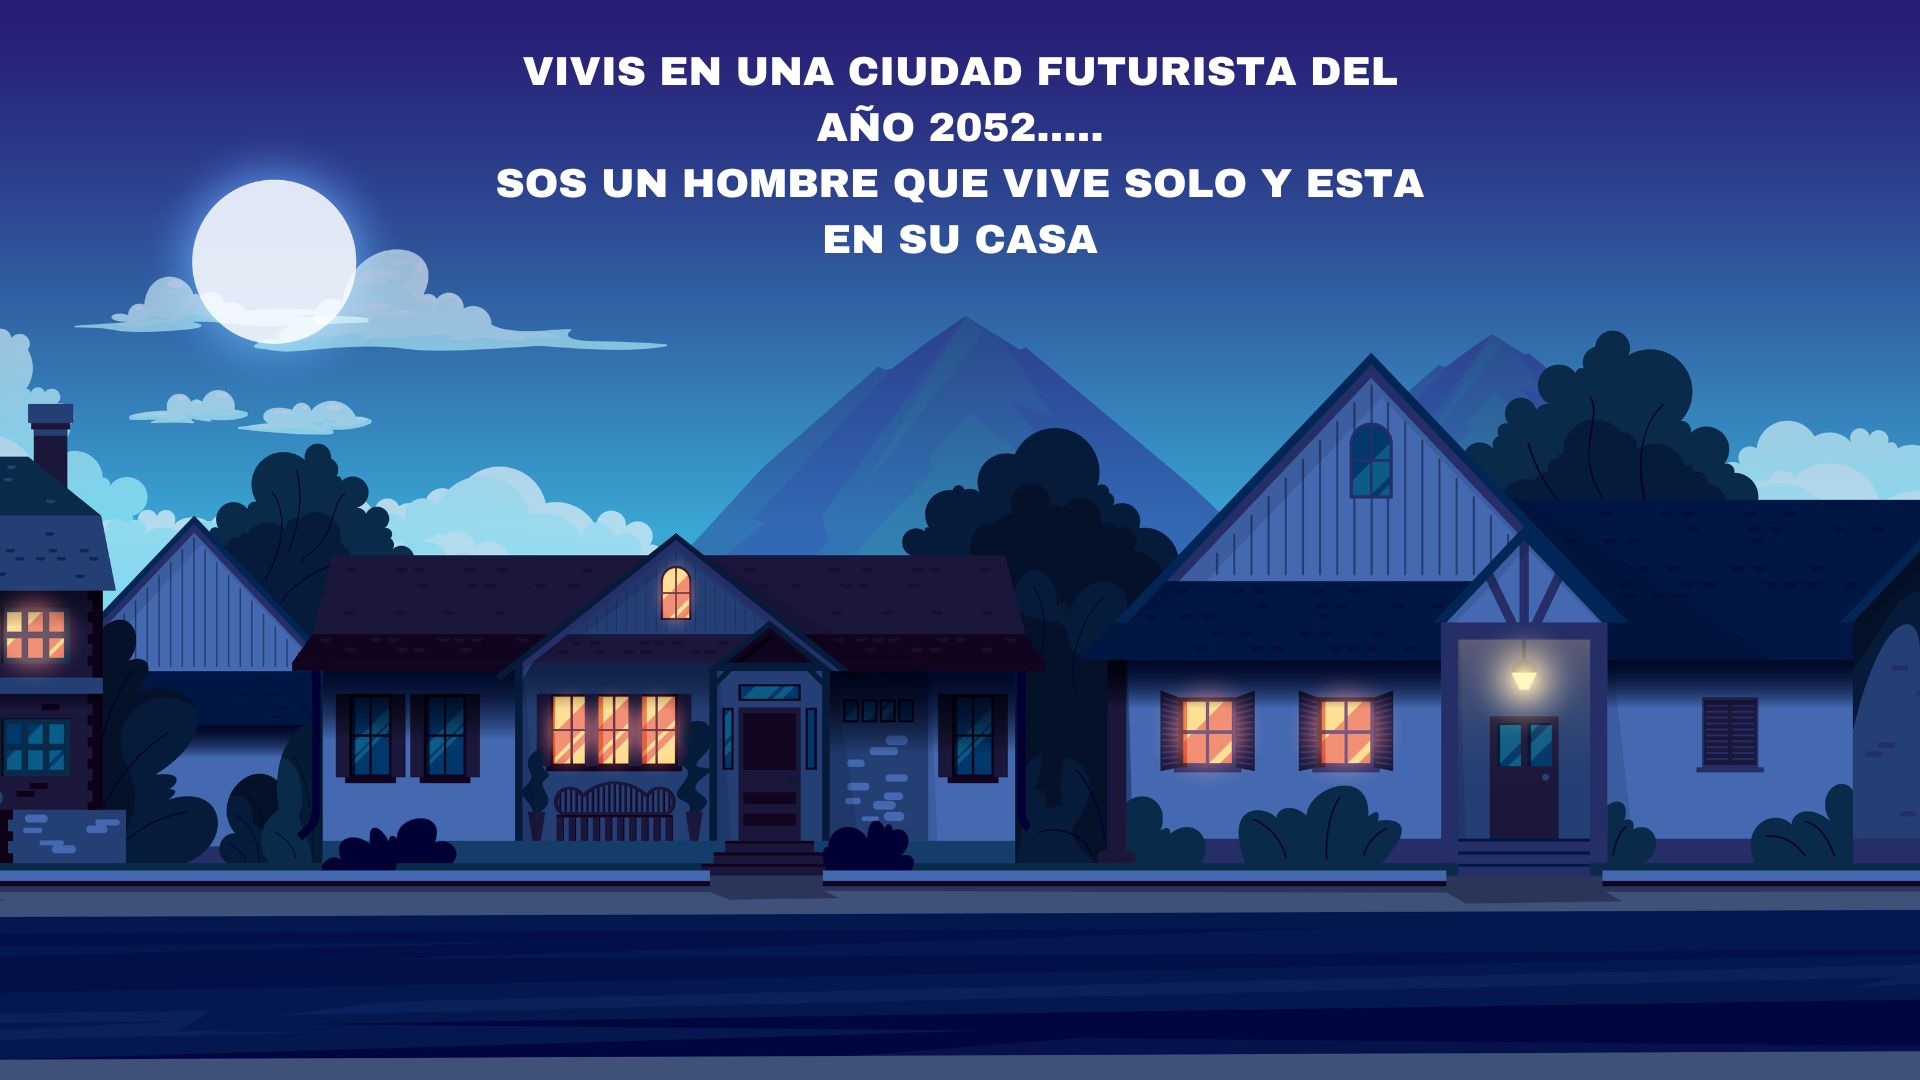 VIVIS EN UNA CIUDAD FUTURISTA DEL
AÑO 2052.....
SOS UN HOMBRE QUE VIVE SOLO Y ESTA
EN SU CASA